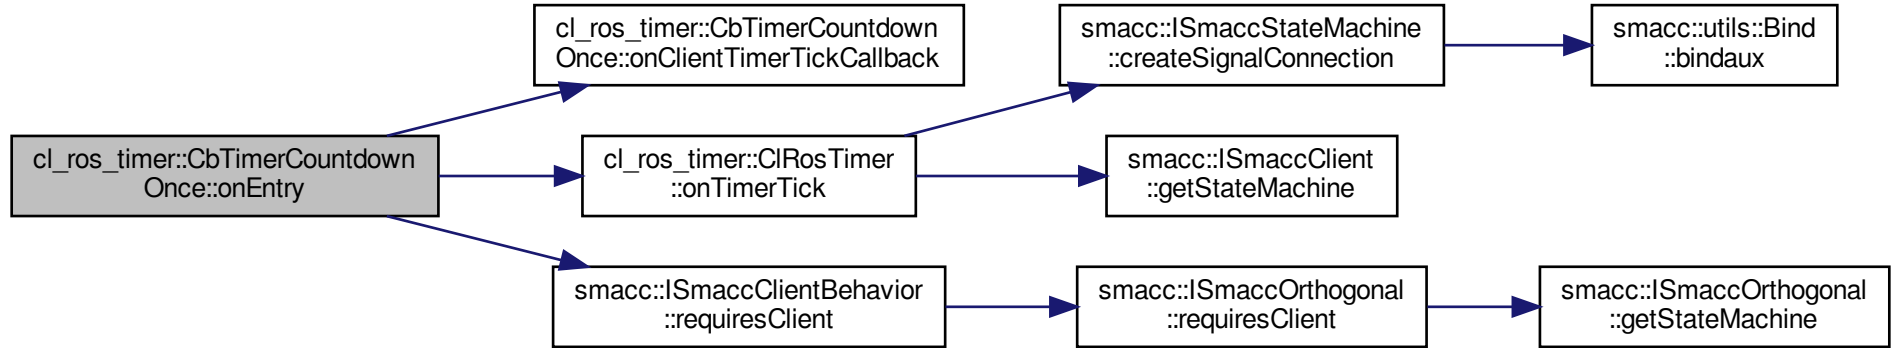 cl_ros_timer::CbTimerCountdown
Once::onEntry
cl_ros_timer::CbTimerCountdown
Once::onClientTimerTickCallback
cl_ros_timer::ClRosTimer
::onTimerTick
smacc::ISmaccClientBehavior
::requiresClient
smacc::ISmaccStateMachine
::createSignalConnection
smacc::ISmaccClient
::getStateMachine
smacc::ISmaccOrthogonal
::requiresClient
smacc::utils::Bind
::bindaux
smacc::ISmaccOrthogonal
::getStateMachine